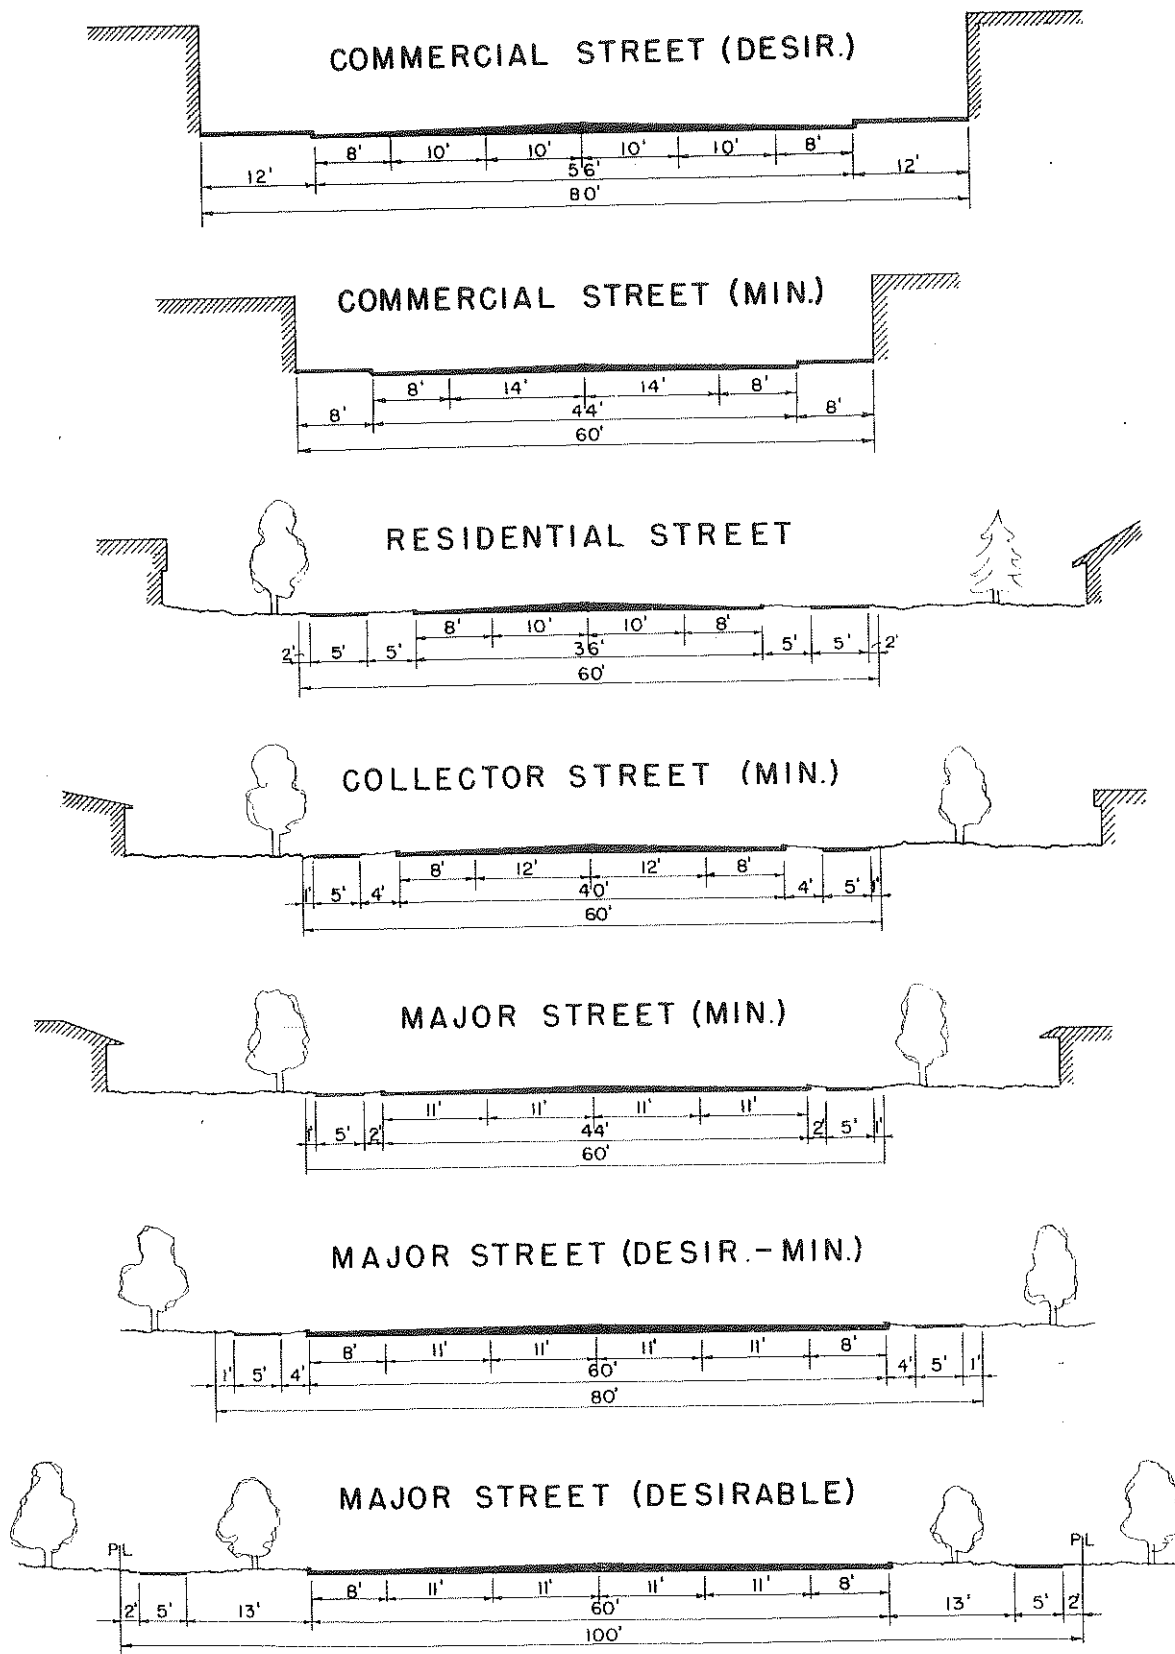 COMMERCIAL STREET (DESIR.)
8' 10' 10' 10' 10' 8'
12' 56' 12'
80'
COMMERCIAL STREET (MIN.)
8' 14' 14' 8'
8' 44' 8'
60'
RESIDENTIAL STREET
8' 10' 10' 8'
2' 5' 5' 36' 5' 5' 2'
60'
COLLECTOR STREET (MIN.)
8' 12' 12' 8'
1' 5' 4' 40' 4' 5' 1'
60'
MAJOR STREET (MIN.)
11' 11' 11' 11'
1' 5' 2' 44' 2' 5' 1'
60'
MAJOR STREET (DESIR.-MIN.)
8' 11' 11' 11' 11' 8'
1' 5' 4' 60' 4' 5' 1'
80'
MAJOR STREET (DESIRABLE)
PL PL
8' 11' 11' 11' 11' 8'
2' 5' 13' 60' 13' 5' 2'
100'